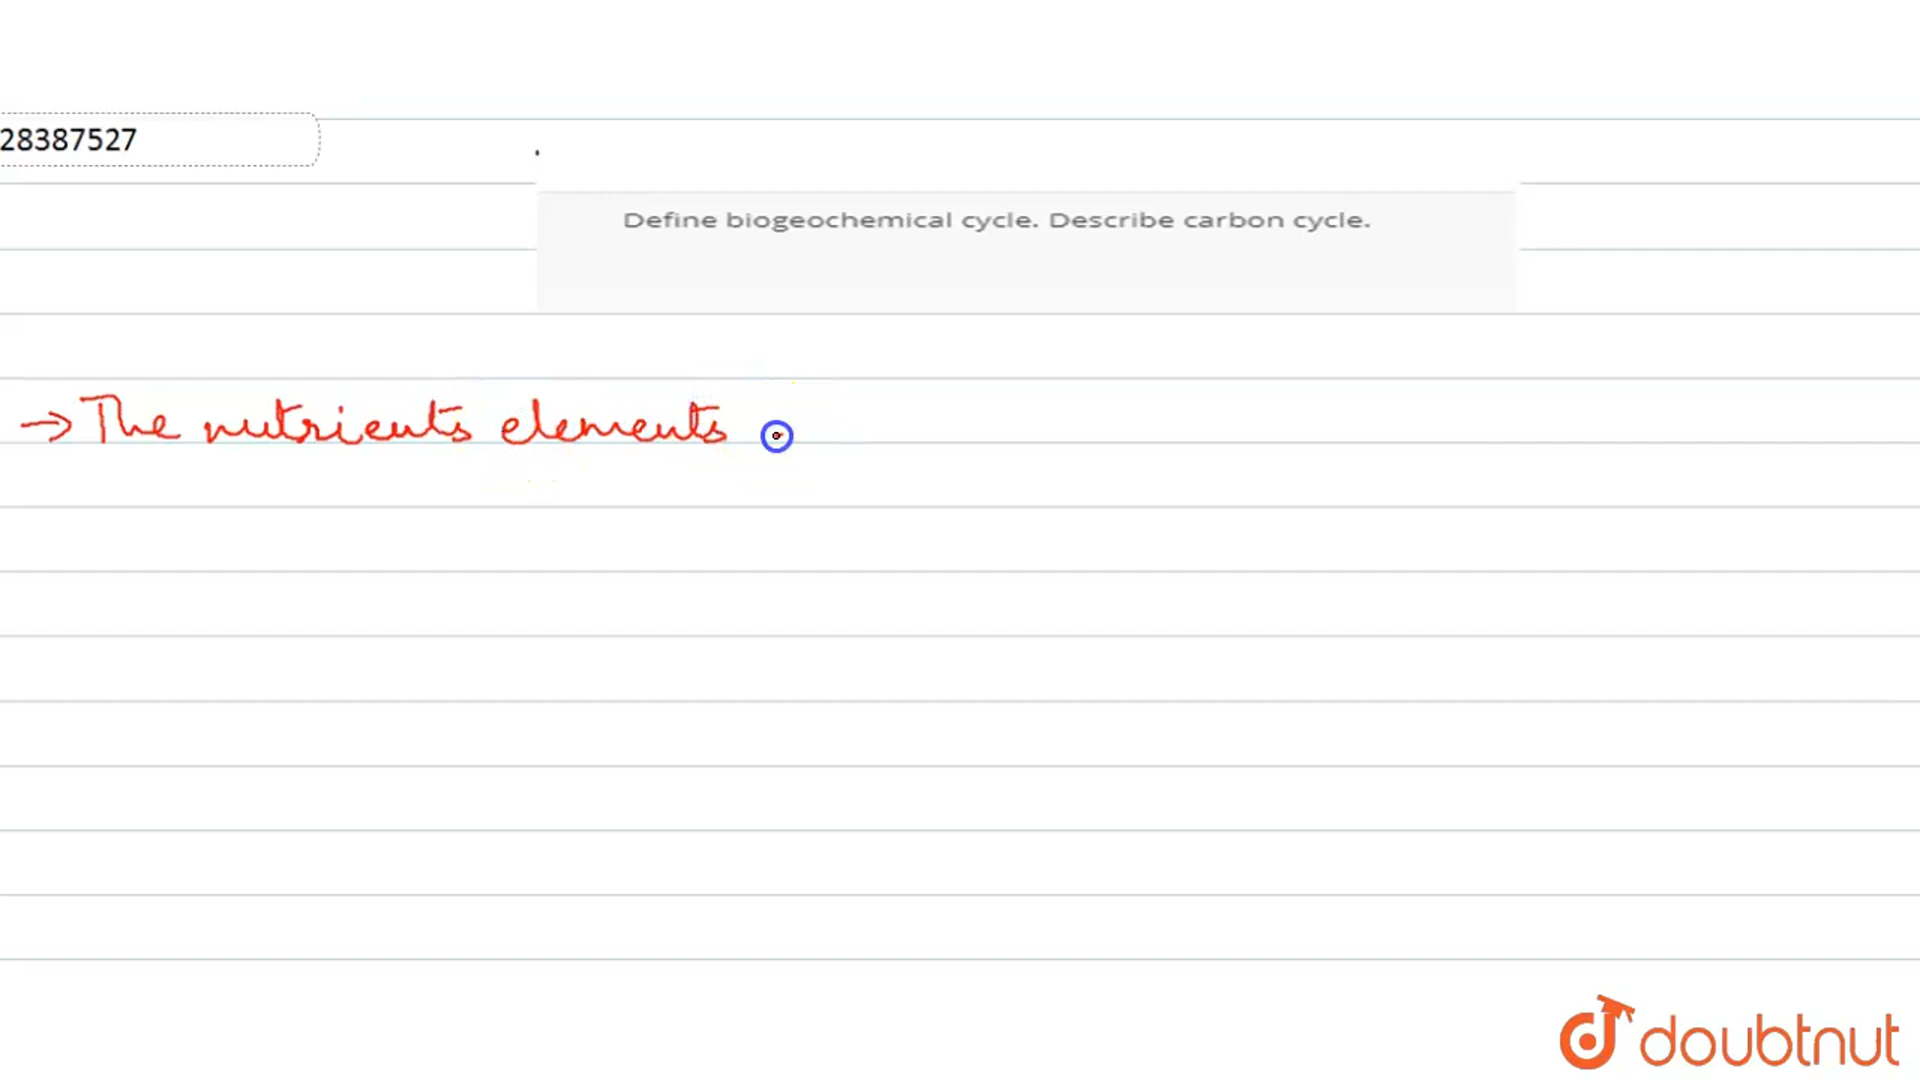 28387527
Define biogeochemical cycle. Describe carbon cycle.
→ The nutrients elements
doubtnut